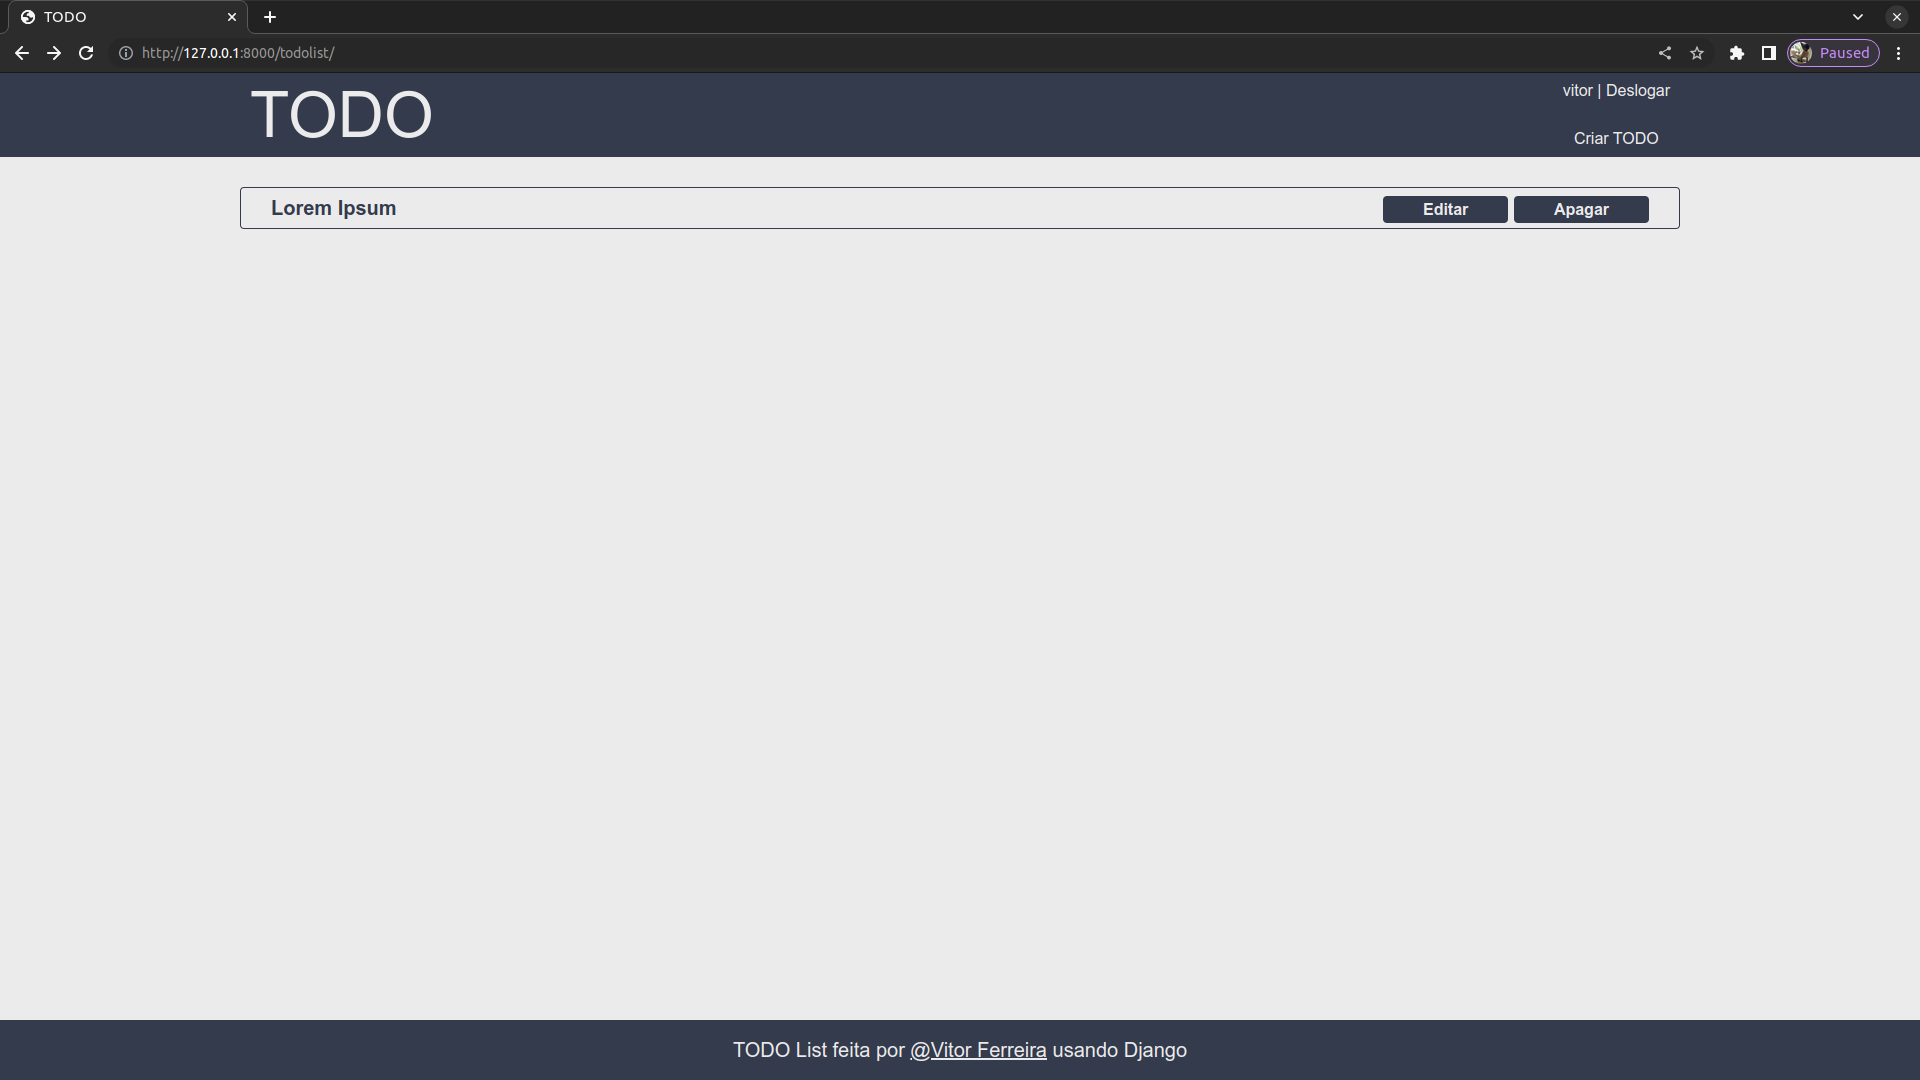 TODO
http://127.0.0.1:8000/todolist/
Paused
TODO
vitor | Deslogar
Criar TODO
Lorem Ipsum
Editar
Apagar
TODO List feita por @Vitor Ferreira usando Django